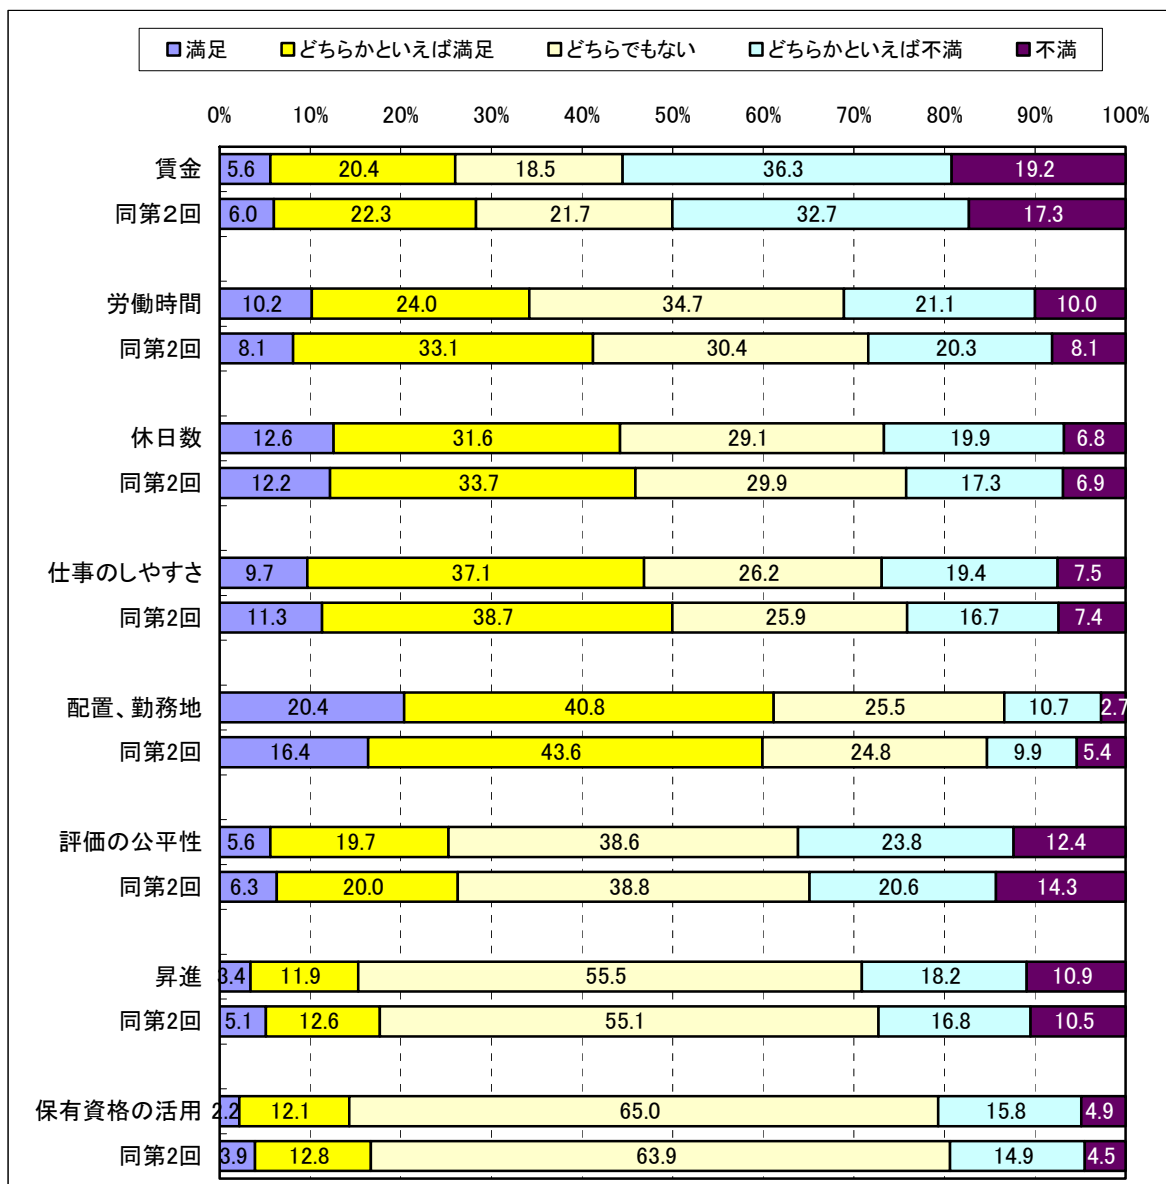 満足 どちらかといえば満足 どちらでもない どちらかといえば不満 不満
0% 10% 20% 30% 40% 50% 60% 70% 80% 90% 100%
賃金 5.6 20.4 18.5 36.3 19.2
同第2回 6.0 22.3 21.7 32.7 17.3
労働時間 10.2 24.0 34.7 21.1 10.0
同第2回 8.1 33.1 30.4 20.3 8.1
休日数 12.6 31.6 29.1 19.9 6.8
同第2回 12.2 33.7 29.9 17.3 6.9
仕事のしやすさ 9.7 37.1 26.2 19.4 7.5
同第2回 11.3 38.7 25.9 16.7 7.4
配置、勤務地 20.4 40.8 25.5 10.7 2.7
同第2回 16.4 43.6 24.8 9.9 5.4
評価の公平性 5.6 19.7 38.6 23.8 12.4
同第2回 6.3 20.0 38.8 20.6 14.3
昇進 3.4 11.9 55.5 18.2 10.9
同第2回 5.1 12.6 55.1 16.8 10.5
保有資格の活用 2.2 12.1 65.0 15.8 4.9
同第2回 3.9 12.8 63.9 14.9 4.5